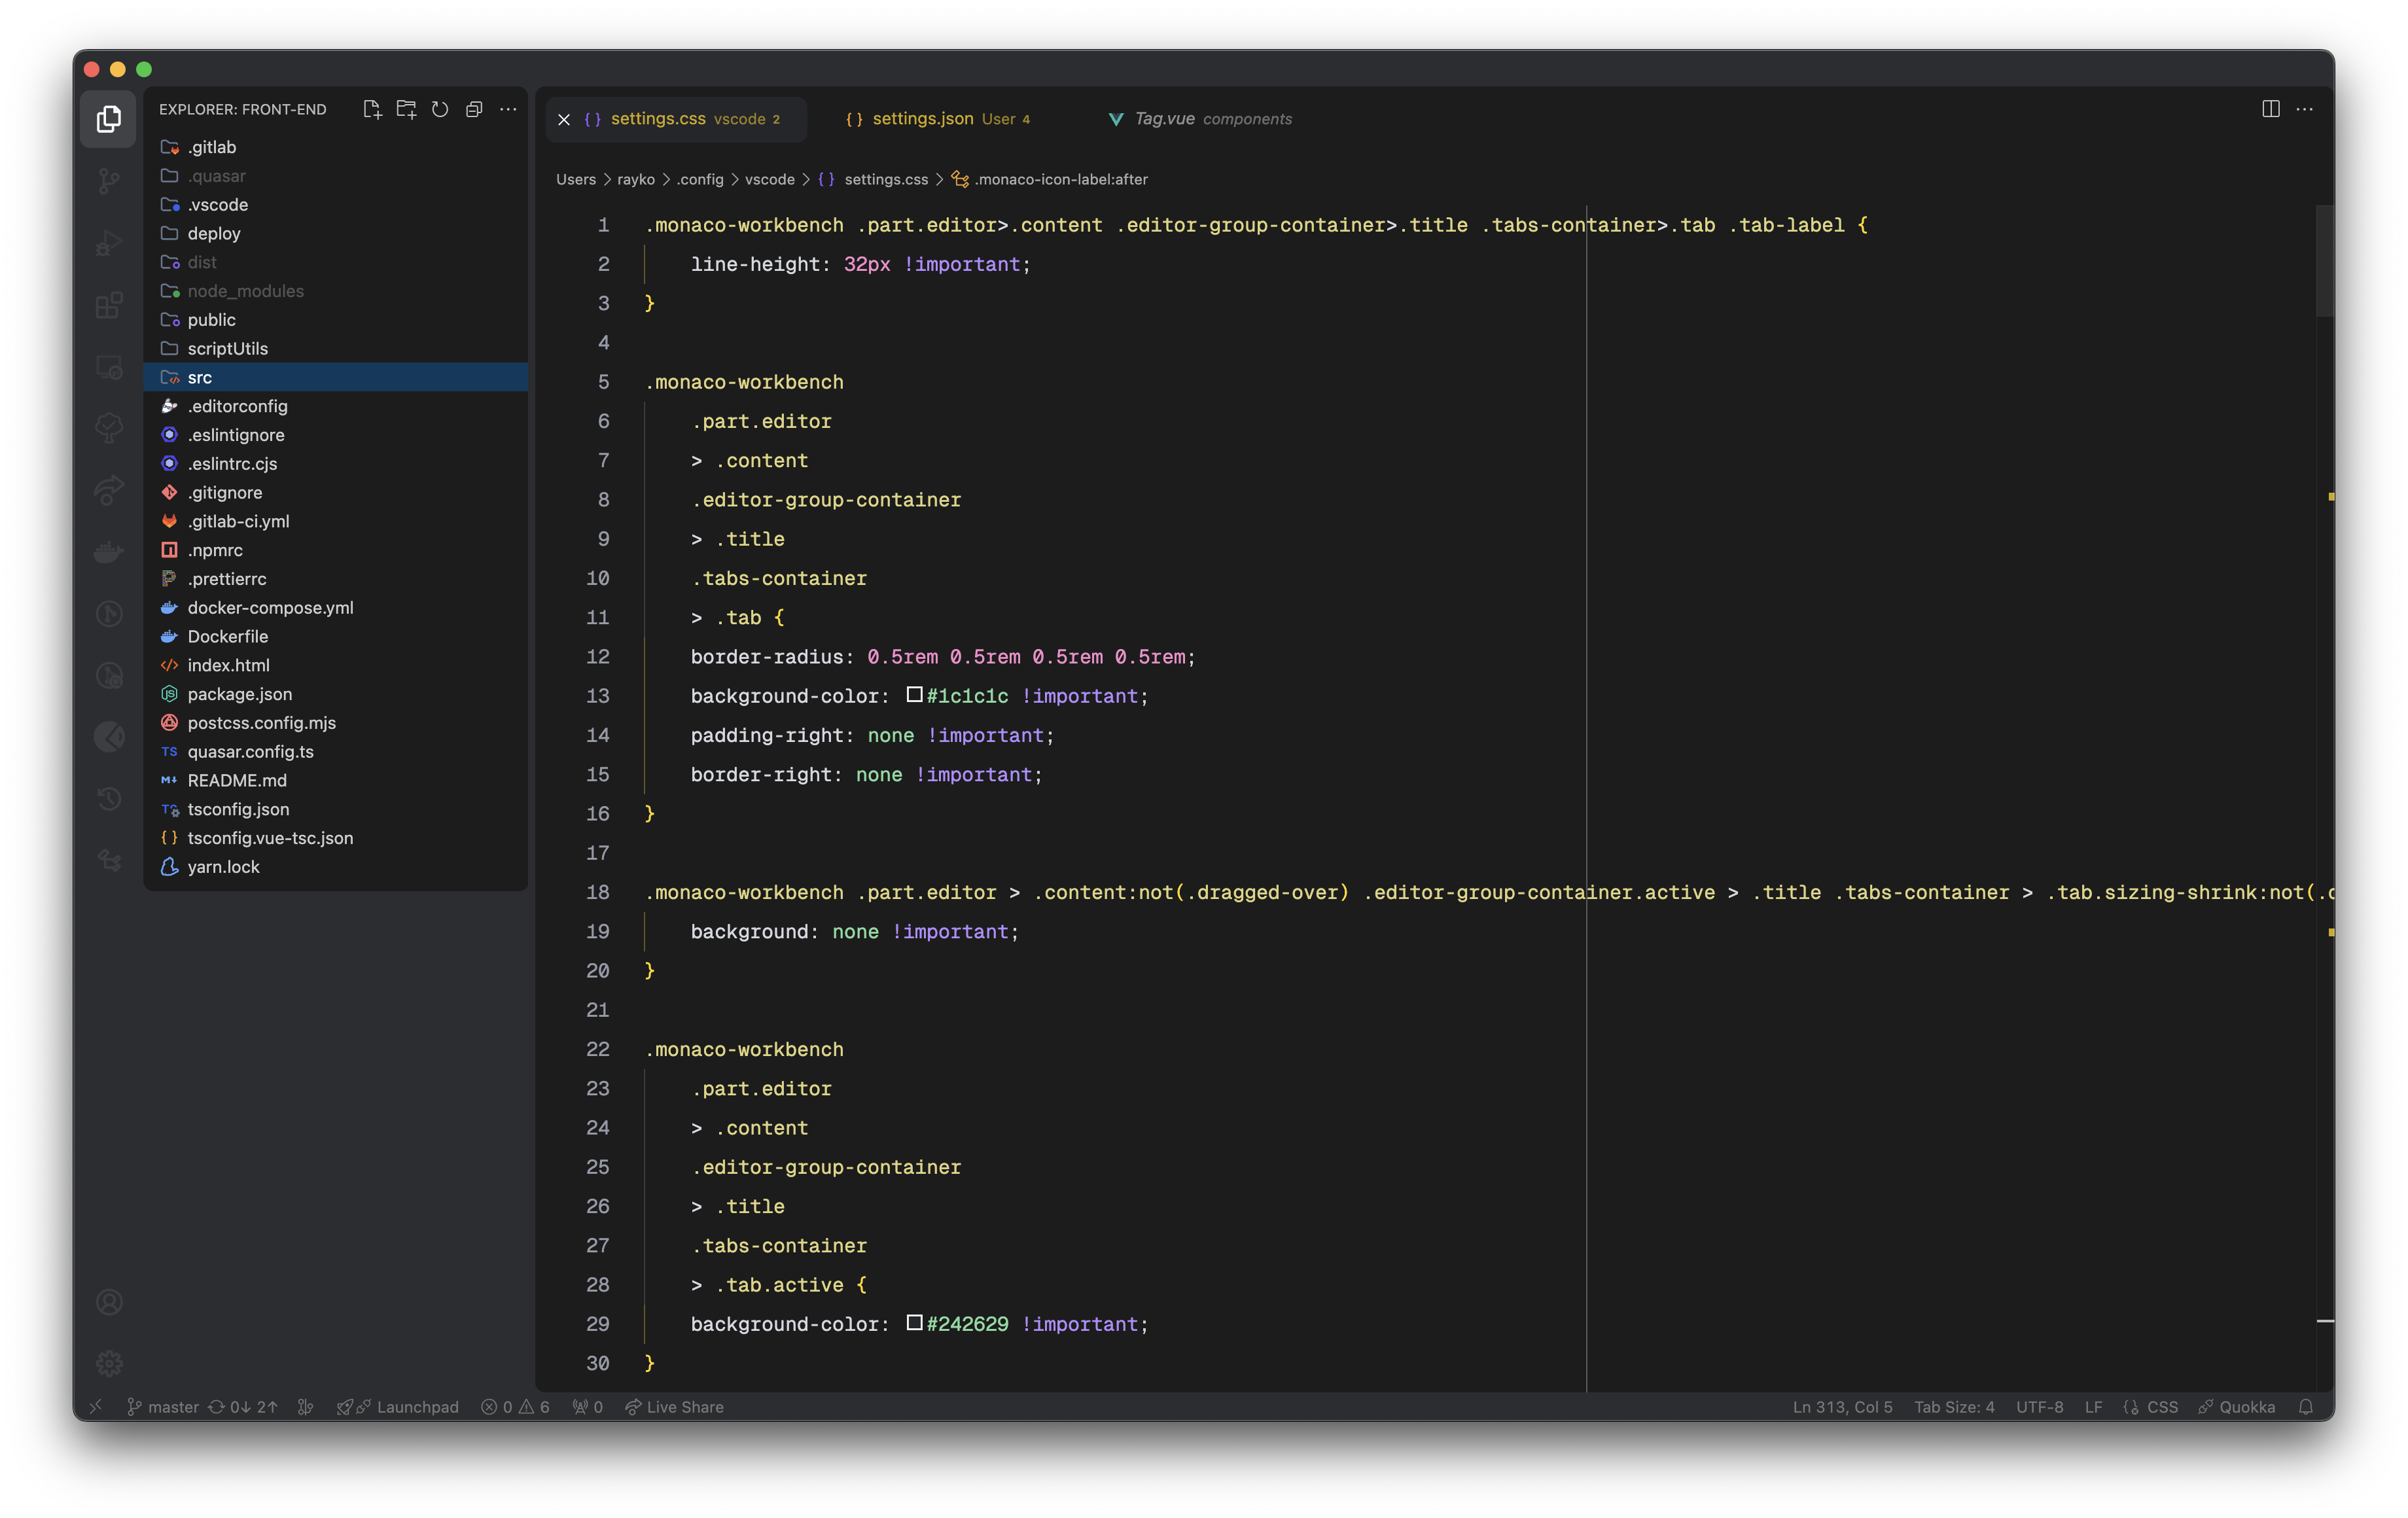 EXPLORER: FRONT-END
.gitlab
.quasar
.vscode
deploy
dist
node_modules
public
scriptUtils
src
.editorconfig
.eslintignore
.eslintrc.cjs
.gitignore
.gitlab-ci.yml
.npmrc
.prettierrc
docker-compose.yml
Dockerfile
index.html
package.json
postcss.config.mjs
TS quasar.config.ts
M↓ README.md
tsconfig.json
{ } tsconfig.vue-tsc.json
yarn.lock
{ } settings.css vscode 2 { } settings.json User 4 Tag.vue components
Users > rayko > .config > vscode > { } settings.css > .monaco-icon-label:after
1 .monaco-workbench .part.editor>.content .editor-group-container>.title .tabs-container>.tab .tab-label {
2 line-height: 32px !important;
3 }
4
5 .monaco-workbench
6 .part.editor
7 > .content
8 .editor-group-container
9 > .title
10 .tabs-container
11 > .tab {
12 border-radius: 0.5rem 0.5rem 0.5rem 0.5rem;
13 background-color: #1c1c1c !important;
14 padding-right: none !important;
15 border-right: none !important;
16 }
17
18 .monaco-workbench .part.editor > .content:not(.dragged-over) .editor-group-container.active > .title .tabs-container > .tab.sizing-shrink:not(.
19 background: none !important;
20 }
21
22 .monaco-workbench
23 .part.editor
24 > .content
25 .editor-group-container
26 > .title
27 .tabs-container
28 > .tab.active {
29 background-color: #242629 !important;
30 }
master 0↓ 2↑ Launchpad 0 6 0 Live Share Ln 313, Col 5 Tab Size: 4 UTF-8 LF CSS Quokka